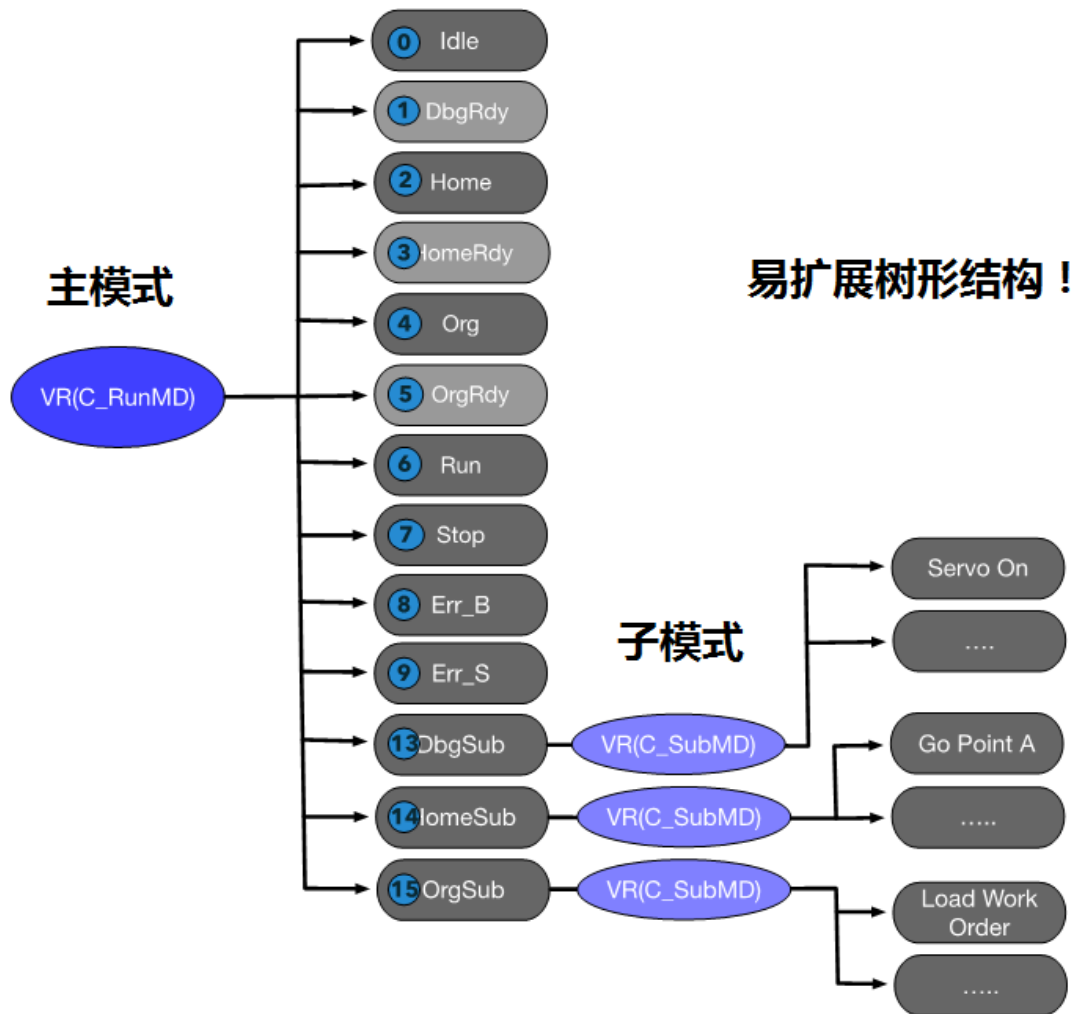 0 Idle
1 DbgRdy
2 Home
3 HomeRdy
主模式
易扩展树形结构！
4 Org
VR(C_RunMD)
5 OrgRdy
6 Run
7 Stop
Servo On
8 Err_B
子模式
....
9 Err_S
13 DbgSub
VR(C_SubMD)
Go Point A
14 HomeSub
VR(C_SubMD)
.....
15 OrgSub
VR(C_SubMD)
Load Work
Order
.....